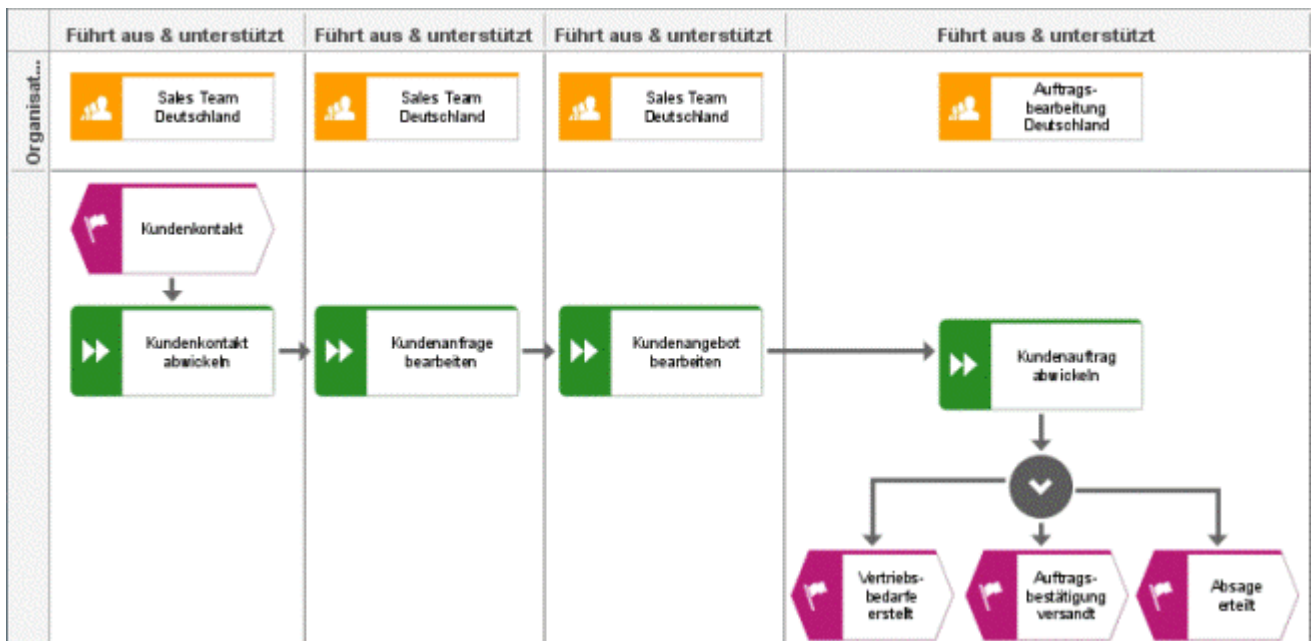 Führt aus & unterstützt
Führt aus & unterstützt
Führt aus & unterstützt
Führt aus & unterstützt
Organisat...
Sales Team
Deutschland
Sales Team
Deutschland
Sales Team
Deutschland
Auftrags-
bearbeitung
Deutschland
Kundenkontakt
Kundenkontakt
abwickeln
Kundenanfrage
bearbeiten
Kundenangebot
bearbeiten
Kundenauftrag
abwickeln
Vertriebs-
bedarfe
erstellt
Auftrags-
bestätigung
versandt
Absage
erteilt